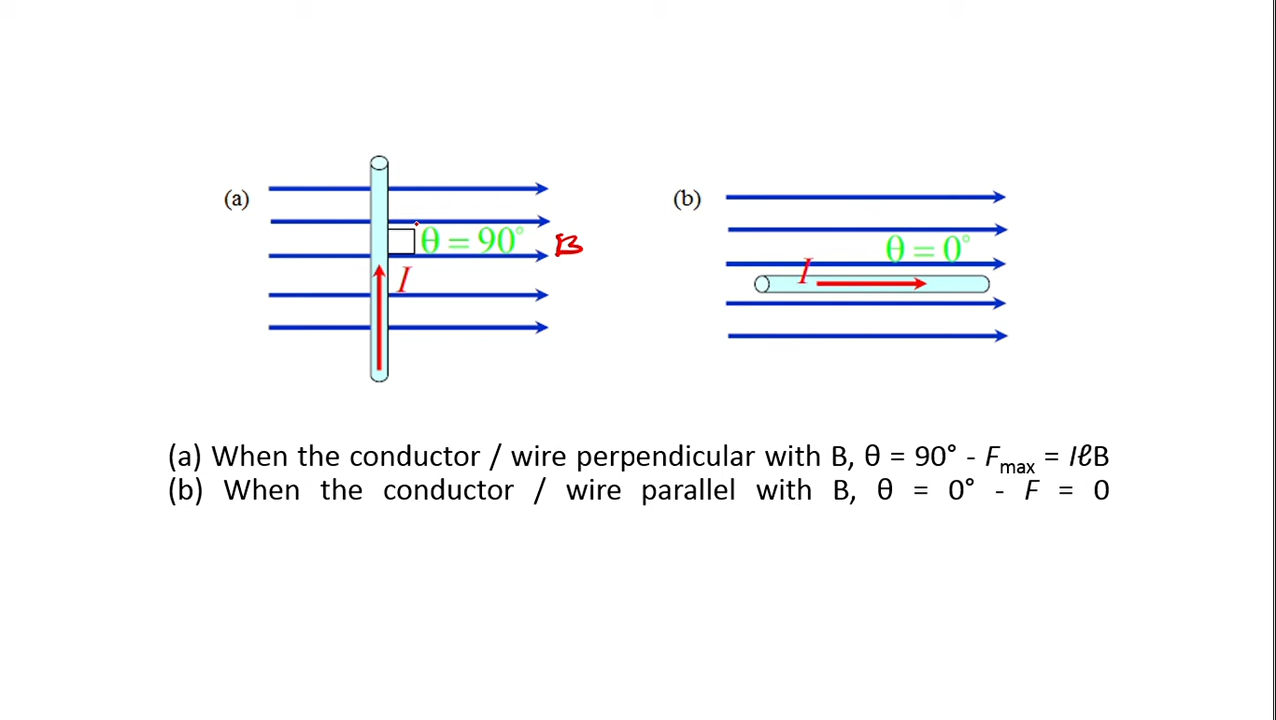 (a)
θ = 90°
B
I
(b)
θ = 0°
I
(a) When the conductor / wire perpendicular with B, θ = 90° - Fmax = IℓB
(b) When the conductor / wire parallel with B, θ = 0° - F = 0